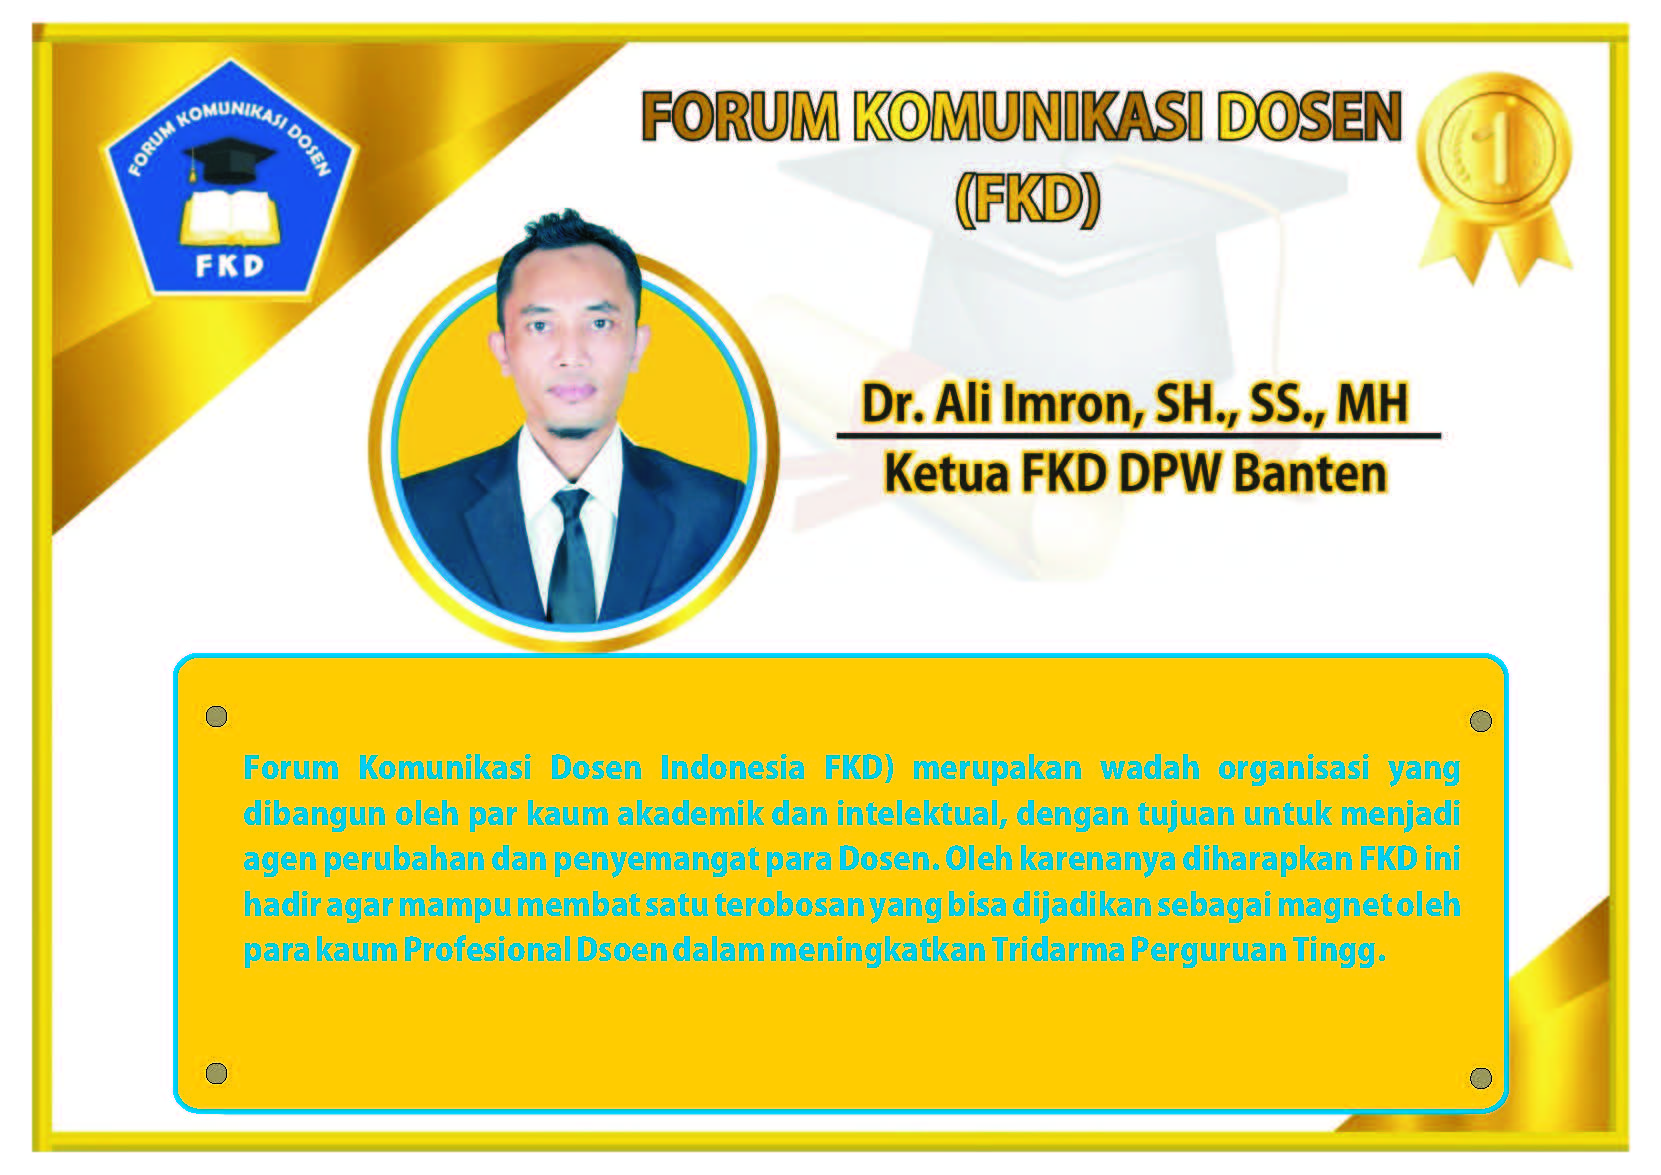 FORUM KOMUNIKASI DOSEN
FKD
FORUM KOMUNIKASI DOSEN
(FKD)
1
Dr. Ali Imron, SH., SS., MH
Ketua FKD DPW Banten
Forum Komunikasi Dosen Indonesia FKD) merupakan wadah organisasi yang
dibangun oleh par kaum akademik dan intelektual, dengan tujuan untuk menjadi
agen perubahan dan penyemangat para Dosen. Oleh karenanya diharapkan FKD ini
hadir agar mampu membat satu terobosan yang bisa dijadikan sebagai magnet oleh
para kaum Profesional Dsoen dalam meningkatkan Tridarma Perguruan Tingg.